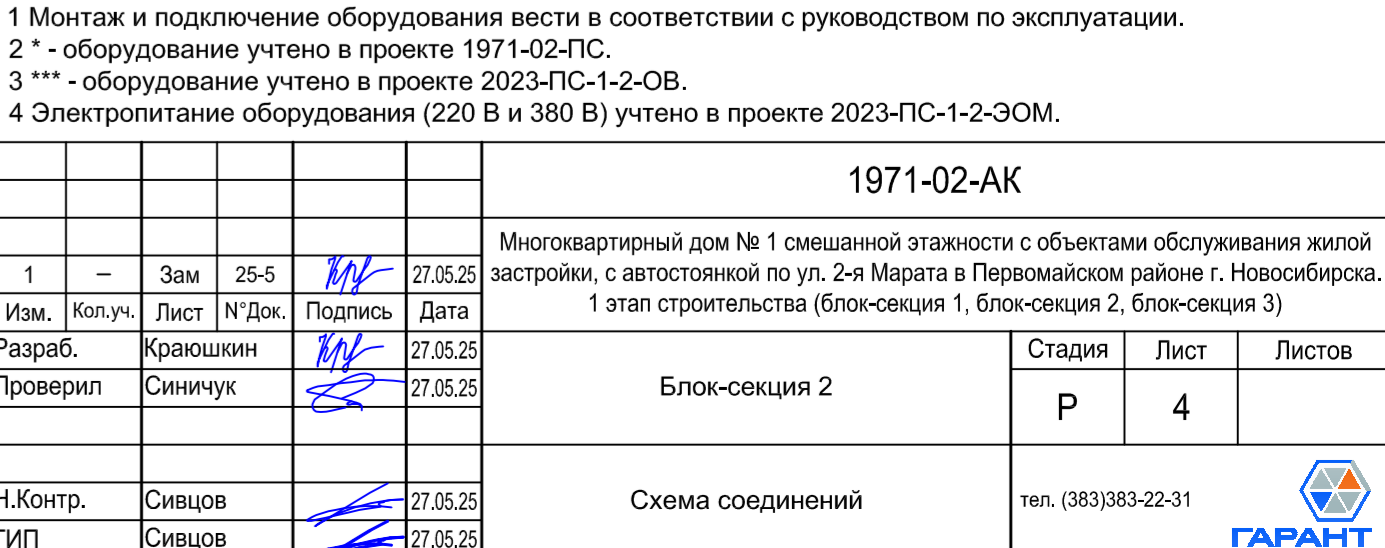 1 Монтаж и подключение оборудования вести в соответствии с руководством по эксплуатации.
2 * - оборудование учтено в проекте 1971-02-ПС.
3 *** - оборудование учтено в проекте 2023-ПС-1-2-ОВ.
4 Электропитание оборудования (220 В и 380 В) учтено в проекте 2023-ПС-1-2-ЭОМ.
1971-02-АК
Многоквартирный дом № 1 смешанной этажности с объектами обслуживания жилой
застройки, с автостоянкой по ул. 2-я Марата в Первомайском районе г. Новосибирска.
1 этап строительства (блок-секция 1, блок-секция 2, блок-секция 3)
1 – Зам 25-5 27.05.25
Изм. Кол.уч. Лист N°Док. Подпись Дата
Разраб. Краюшкин 27.05.25
Проверил Синичук 27.05.25
Блок-секция 2
Стадия Лист Листов
Р 4
Н.Контр. Сивцов 27.05.25
ГИП Сивцов 27.05.25
Схема соединений
тел. (383)383-22-31
ГАРАНТ